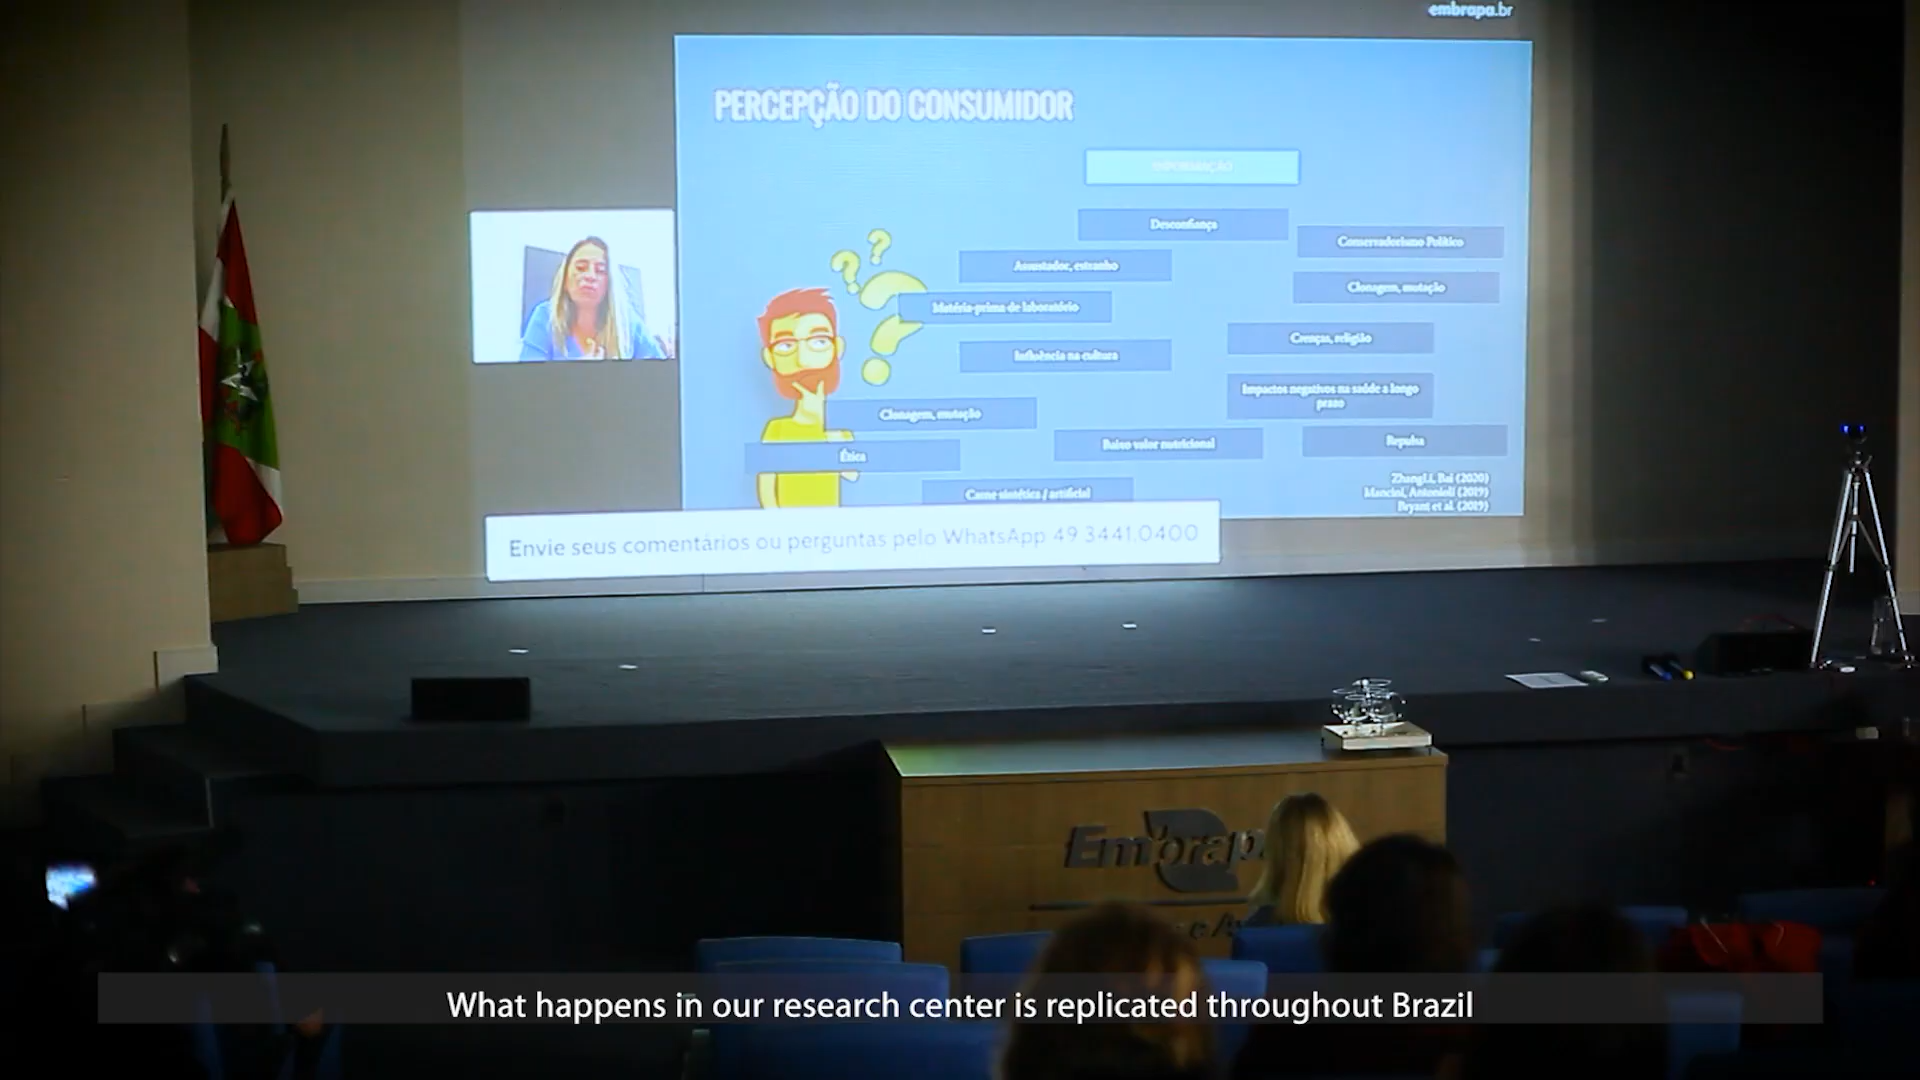 embrapa.br
PERCEPÇÃO DO CONSUMIDOR
INFORMAÇÃO
Desconfiança
Conservadorismo Político
Assustador, estranho
Clonagem, mutação
Matéria-prima de laboratório
Crenças, religião
Influência na cultura
Impactos negativos na saúde a longo
prazo
Clonagem, mutação
Baixo valor nutricional
Repulsa
Ética
Carne sintética / artificial
ZhangLi, Bai (2020)
Mancini, Antonioli (2019)
Bryant et al. (2019)
Envie seus comentários ou perguntas pelo WhatsApp 49 3441.0400
Embrapa
What happens in our research center is replicated throughout Brazil